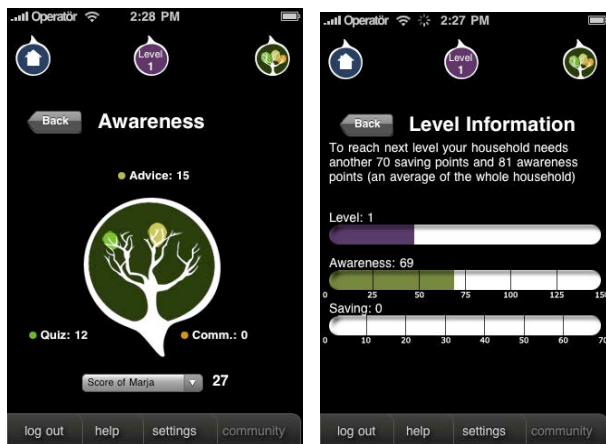 Operatör 2:28 PM
Level
1
Back Awareness
Advice: 15
Quiz: 12 Comm.: 0
Score of Marja 27
log out help settings community
Operatör 2:27 PM
Level
1
Back Level Information
To reach next level your household needs
another 70 saving points and 81 awareness
points (an average of the whole household)
Level: 1
Awareness: 69
0 25 50 75 100 125 150
Saving: 0
0 10 20 30 40 50 60 70
log out help settings community